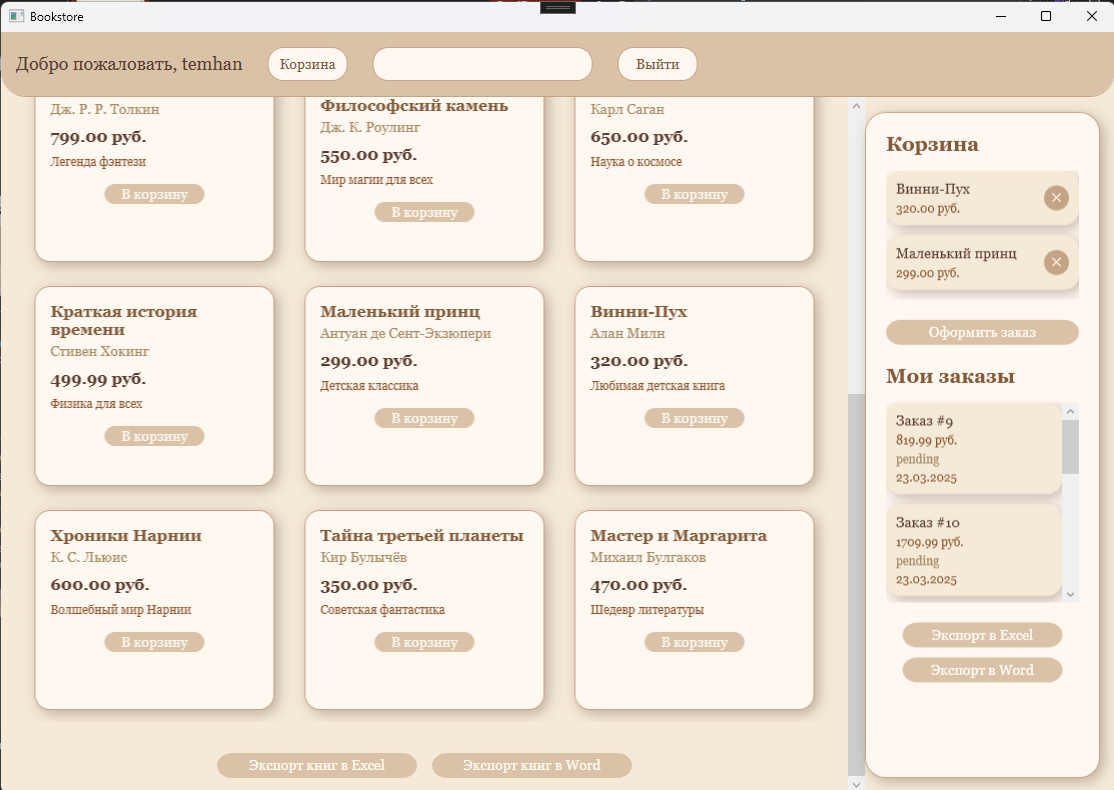 Bookstore
Добро пожаловать, temhan
Корзина
Выйти
Дж. Р. Р. Толкин
799.00 руб.
Легенда фэнтези
В корзину
Философский камень
Дж. К. Роулинг
550.00 руб.
Мир магии для всех
В корзину
Карл Саган
650.00 руб.
Наука о космосе
В корзину
Краткая история
времени
Стивен Хокинг
499.99 руб.
Физика для всех
В корзину
Маленький принц
Антуан де Сент-Экзюпери
299.00 руб.
Детская классика
В корзину
Винни-Пух
Алан Милн
320.00 руб.
Любимая детская книга
В корзину
Хроники Нарнии
К. С. Льюис
600.00 руб.
Волшебный мир Нарнии
В корзину
Тайна третьей планеты
Кир Булычёв
350.00 руб.
Советская фантастика
В корзину
Мастер и Маргарита
Михаил Булгаков
470.00 руб.
Шедевр литературы
В корзину
Экспорт книг в Excel
Экспорт книг в Word
Корзина
Винни-Пух
320.00 руб.
Маленький принц
299.00 руб.
Оформить заказ
Мои заказы
Заказ #9
819.99 руб.
pending
23.03.2025
Заказ #10
1709.99 руб.
pending
23.03.2025
Экспорт в Excel
Экспорт в Word